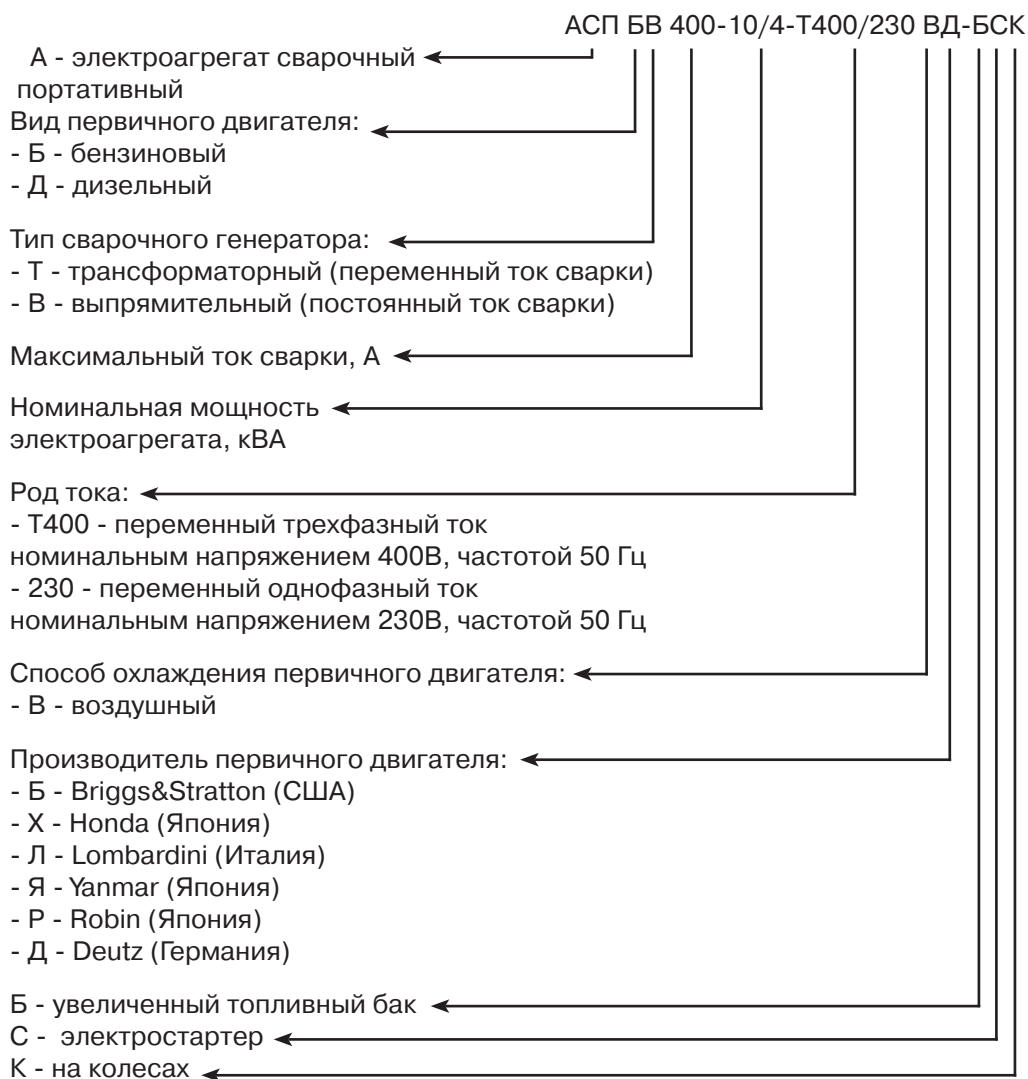 АСП БВ 400-10/4-Т400/230 ВД-БСК
А - электроагрегат сварочный
портативный
Вид первичного двигателя:
- Б - бензиновый
- Д - дизельный
Тип сварочного генератора:
- Т - трансформаторный (переменный ток сварки)
- В - выпрямительный (постоянный ток сварки)
Максимальный ток сварки, А
Номинальная мощность
электроагрегата, кВА
Род тока:
- Т400 - переменный трехфазный ток
номинальным напряжением 400В, частотой 50 Гц
- 230 - переменный однофазный ток
номинальным напряжением 230В, частотой 50 Гц
Способ охлаждения первичного двигателя:
- В - воздушный
Производитель первичного двигателя:
- Б - Briggs&Stratton (США)
- Х - Honda (Япония)
- Л - Lombardini (Италия)
- Я - Yanmar (Япония)
- Р - Robin (Япония)
- Д - Deutz (Германия)
Б - увеличенный топливный бак
С - электростартер
К - на колесах